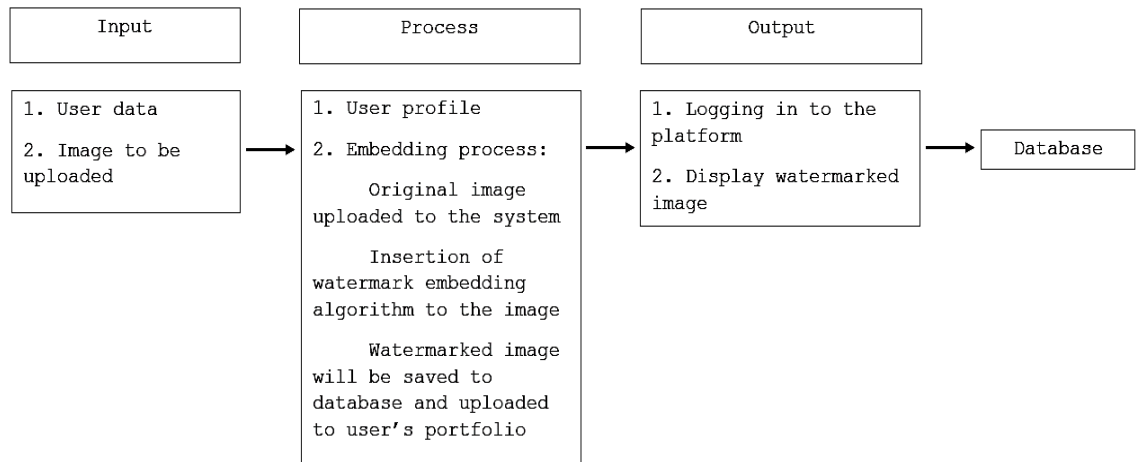 Input
Process
Output
1. User data
2. Image to be
uploaded
1. User profile
2. Embedding process:
Original image
uploaded to the system
Insertion of
watermark embedding
algorithm to the image
Watermarked image
will be saved to
database and uploaded
to user's portfolio
1. Logging in to the
platform
2. Display watermarked
image
Database